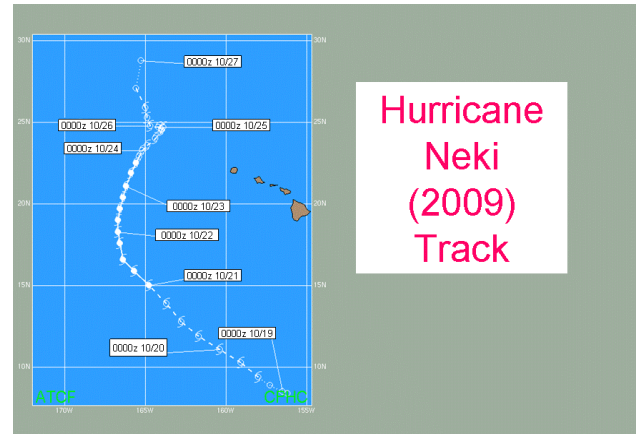 30N
30N
0000z 10/27
25N
0000z 10/26
0000z 10/25
25N
0000z 10/24
20N
0000z 10/23
20N
0000z 10/22
15N
0000z 10/21
15N
0000z 10/19
0000z 10/20
10N
10N
ATCF
CPHC
170W
165W
160W
155W
Hurricane
Neki
(2009)
Track